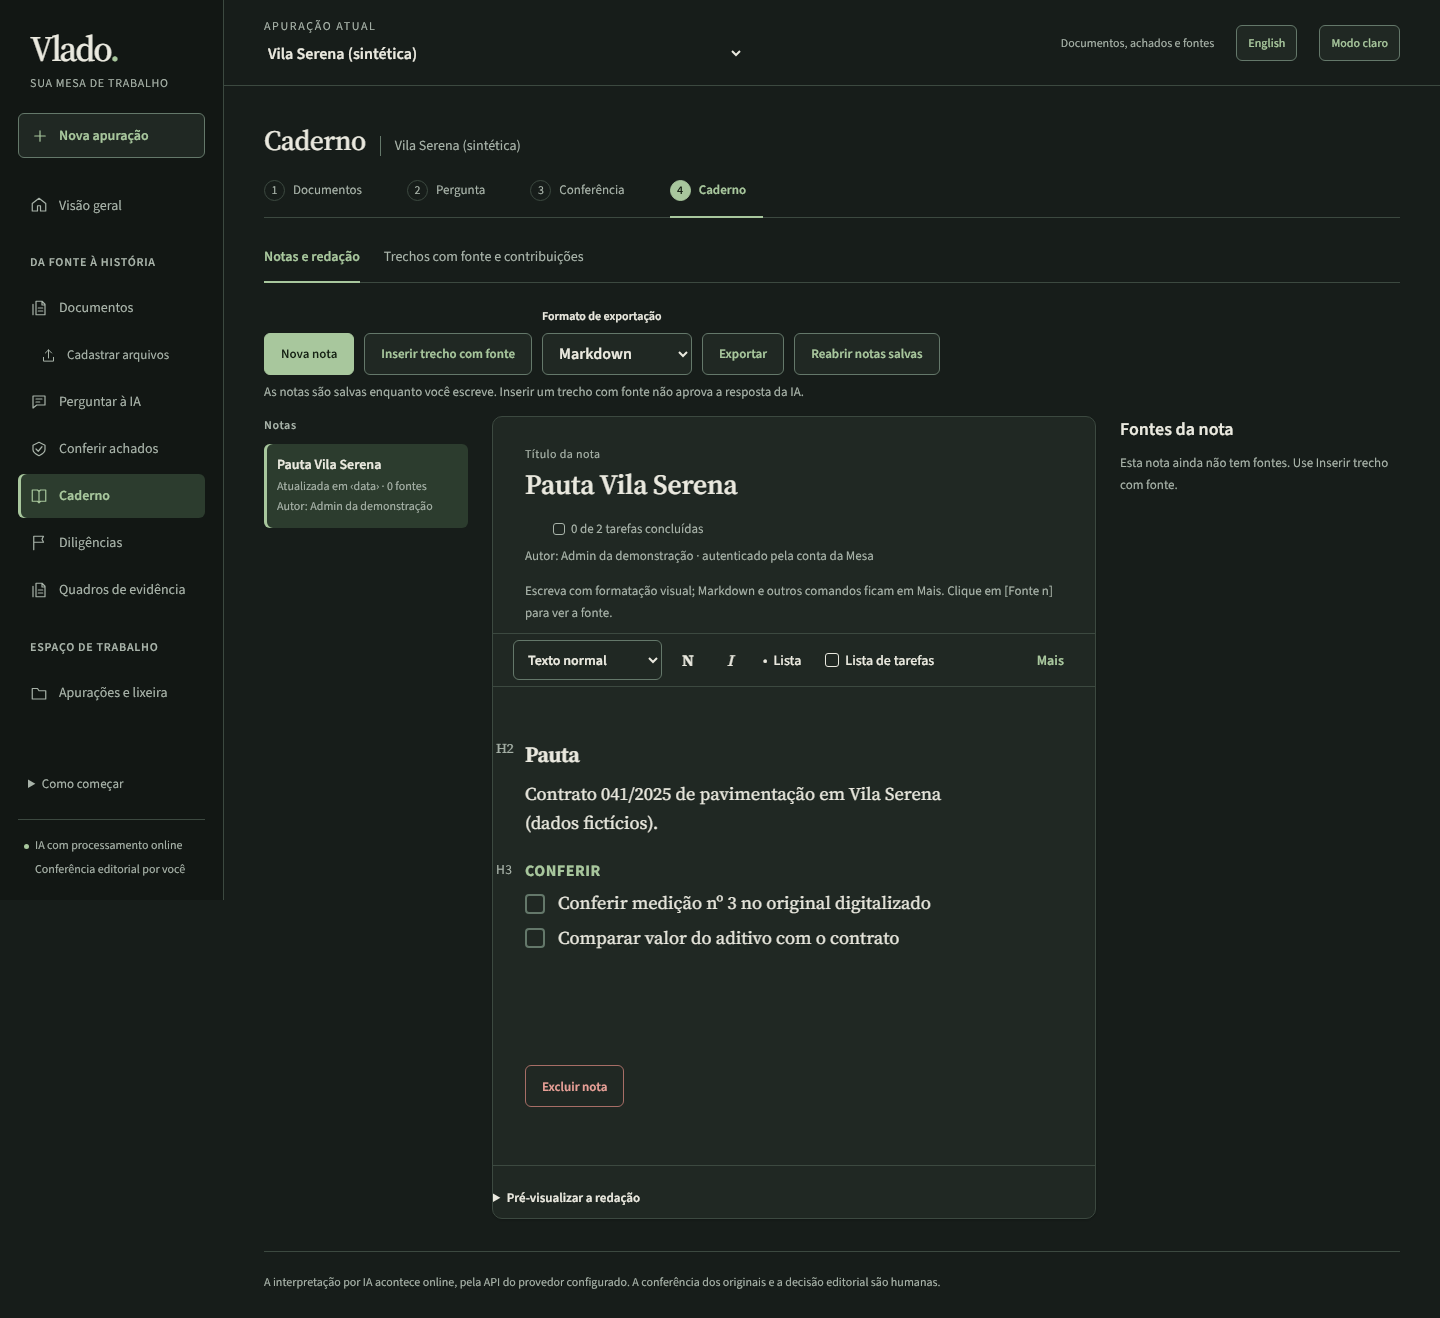 Vlado.
SUA MESA DE TRABALHO
Nova apuração
Visão geral
DA FONTE À HISTÓRIA
Documentos
Cadastrar arquivos
Perguntar à IA
Conferir achados
Caderno
Diligências
Quadros de evidência
ESPAÇO DE TRABALHO
Apurações e lixeira
Como começar
IA com processamento online
Conferência editorial por você
APURAÇÃO ATUAL
Vila Serena (sintética)
Documentos, achados e fontes
English
Modo claro
Caderno
Vila Serena (sintética)
1 Documentos
2 Pergunta
3 Conferência
4 Caderno
Notas e redação
Trechos com fonte e contribuições
Formato de exportação
Nova nota
Inserir trecho com fonte
Markdown
Exportar
Reabrir notas salvas
As notas são salvas enquanto você escreve. Inserir um trecho com fonte não aprova a resposta da IA.
Notas
Pauta Vila Serena
Atualizada em ‹data› · 0 fontes
Autor: Admin da demonstração
Título da nota
Pauta Vila Serena
0 de 2 tarefas concluídas
Autor: Admin da demonstração · autenticado pela conta da Mesa
Escreva com formatação visual; Markdown e outros comandos ficam em Mais. Clique em [Fonte n]
para ver a fonte.
Texto normal
N
I
• Lista
Lista de tarefas
Mais
H2 Pauta
Contrato 041/2025 de pavimentação em Vila Serena
(dados fictícios).
H3 CONFERIR
Conferir medição nº 3 no original digitalizado
Comparar valor do aditivo com o contrato
Excluir nota
Pré-visualizar a redação
Fontes da nota
Esta nota ainda não tem fontes. Use Inserir trecho
com fonte.
A interpretação por IA acontece online, pela API do provedor configurado. A conferência dos originais e a decisão editorial são humanas.